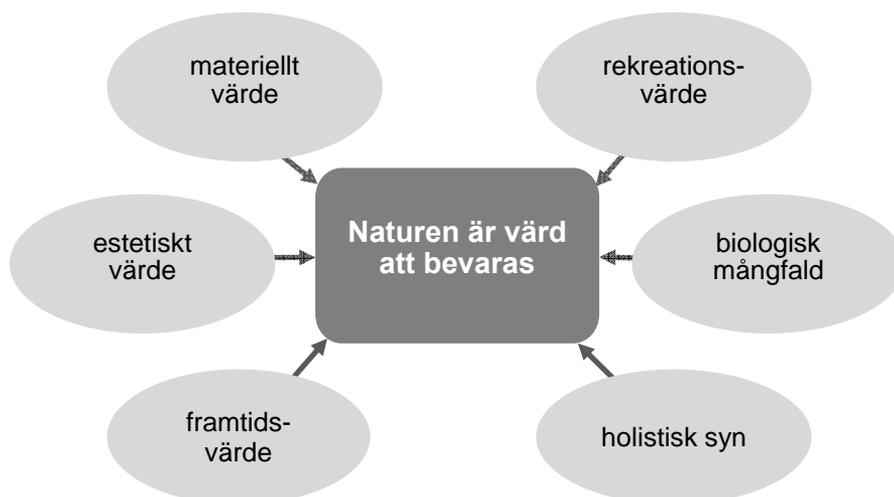 materiellt
värde
rekreations-
värde
Naturen är värd
att bevaras
estetiskt
värde
biologisk
mångfald
framtids-
värde
holistisk syn